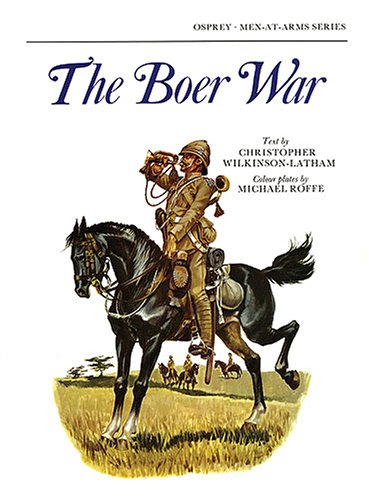 OSPREY · MEN-AT-ARMS SERIES
The Boer War
Text by
CHRISTOPHER
WILKINSON-LATHAM
Colour plates by
MICHAEL ROFFE